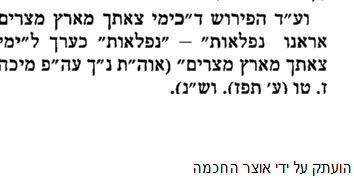 וע״ד הפירוש ד״כימי צאתך מארץ מצרים
אראנו נפלאות״ — ״נפלאות״ כערך ל״ימי
צאתך מארץ מצרים״ (אוה״ת נ״ך עה״פ מיכה
ז, טו (ע׳ תפז). וש״נ).
הועתק על ידי אוצר החכמה